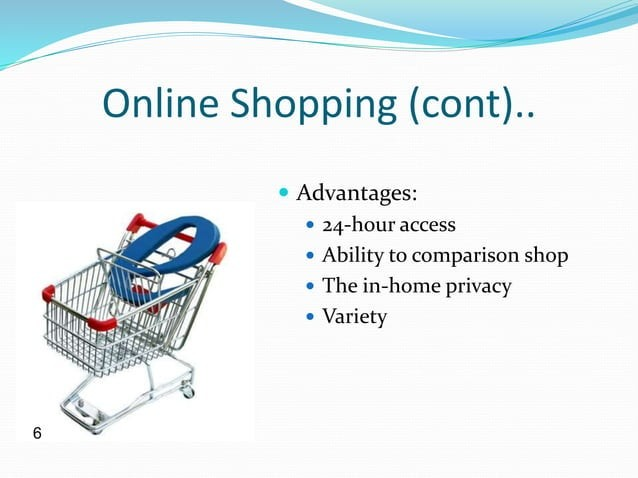 Online Shopping (cont)..
Advantages:
24-hour access
Ability to comparison shop
The in-home privacy
Variety
e
6